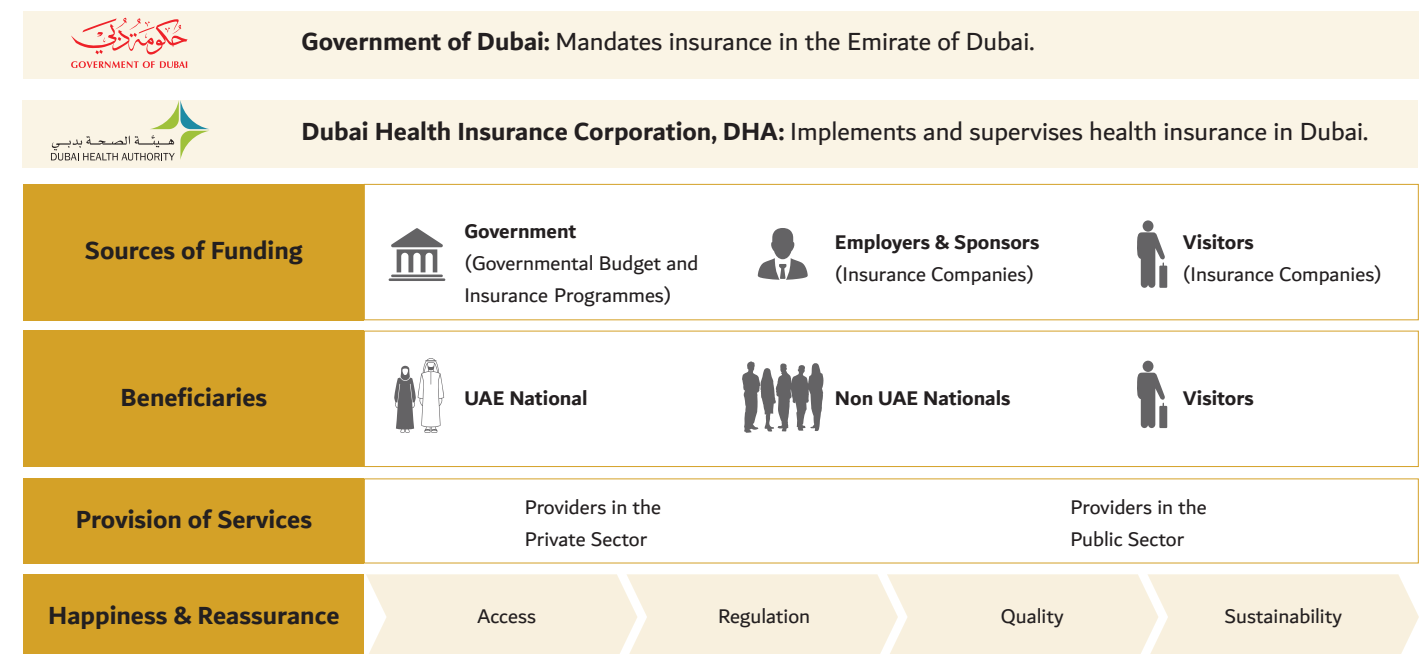 حكومة دبي
GOVERNMENT OF DUBAI
Government of Dubai: Mandates insurance in the Emirate of Dubai.
هيئة الصحة بدبي
DUBAI HEALTH AUTHORITY
Dubai Health Insurance Corporation, DHA: Implements and supervises health insurance in Dubai.
Sources of Funding
Government
(Governmental Budget and
Insurance Programmes)
Employers & Sponsors
(Insurance Companies)
Visitors
(Insurance Companies)
Beneficiaries
UAE National
Non UAE Nationals
Visitors
Provision of Services
Providers in the
Private Sector
Providers in the
Public Sector
Happiness & Reassurance
Access
Regulation
Quality
Sustainability